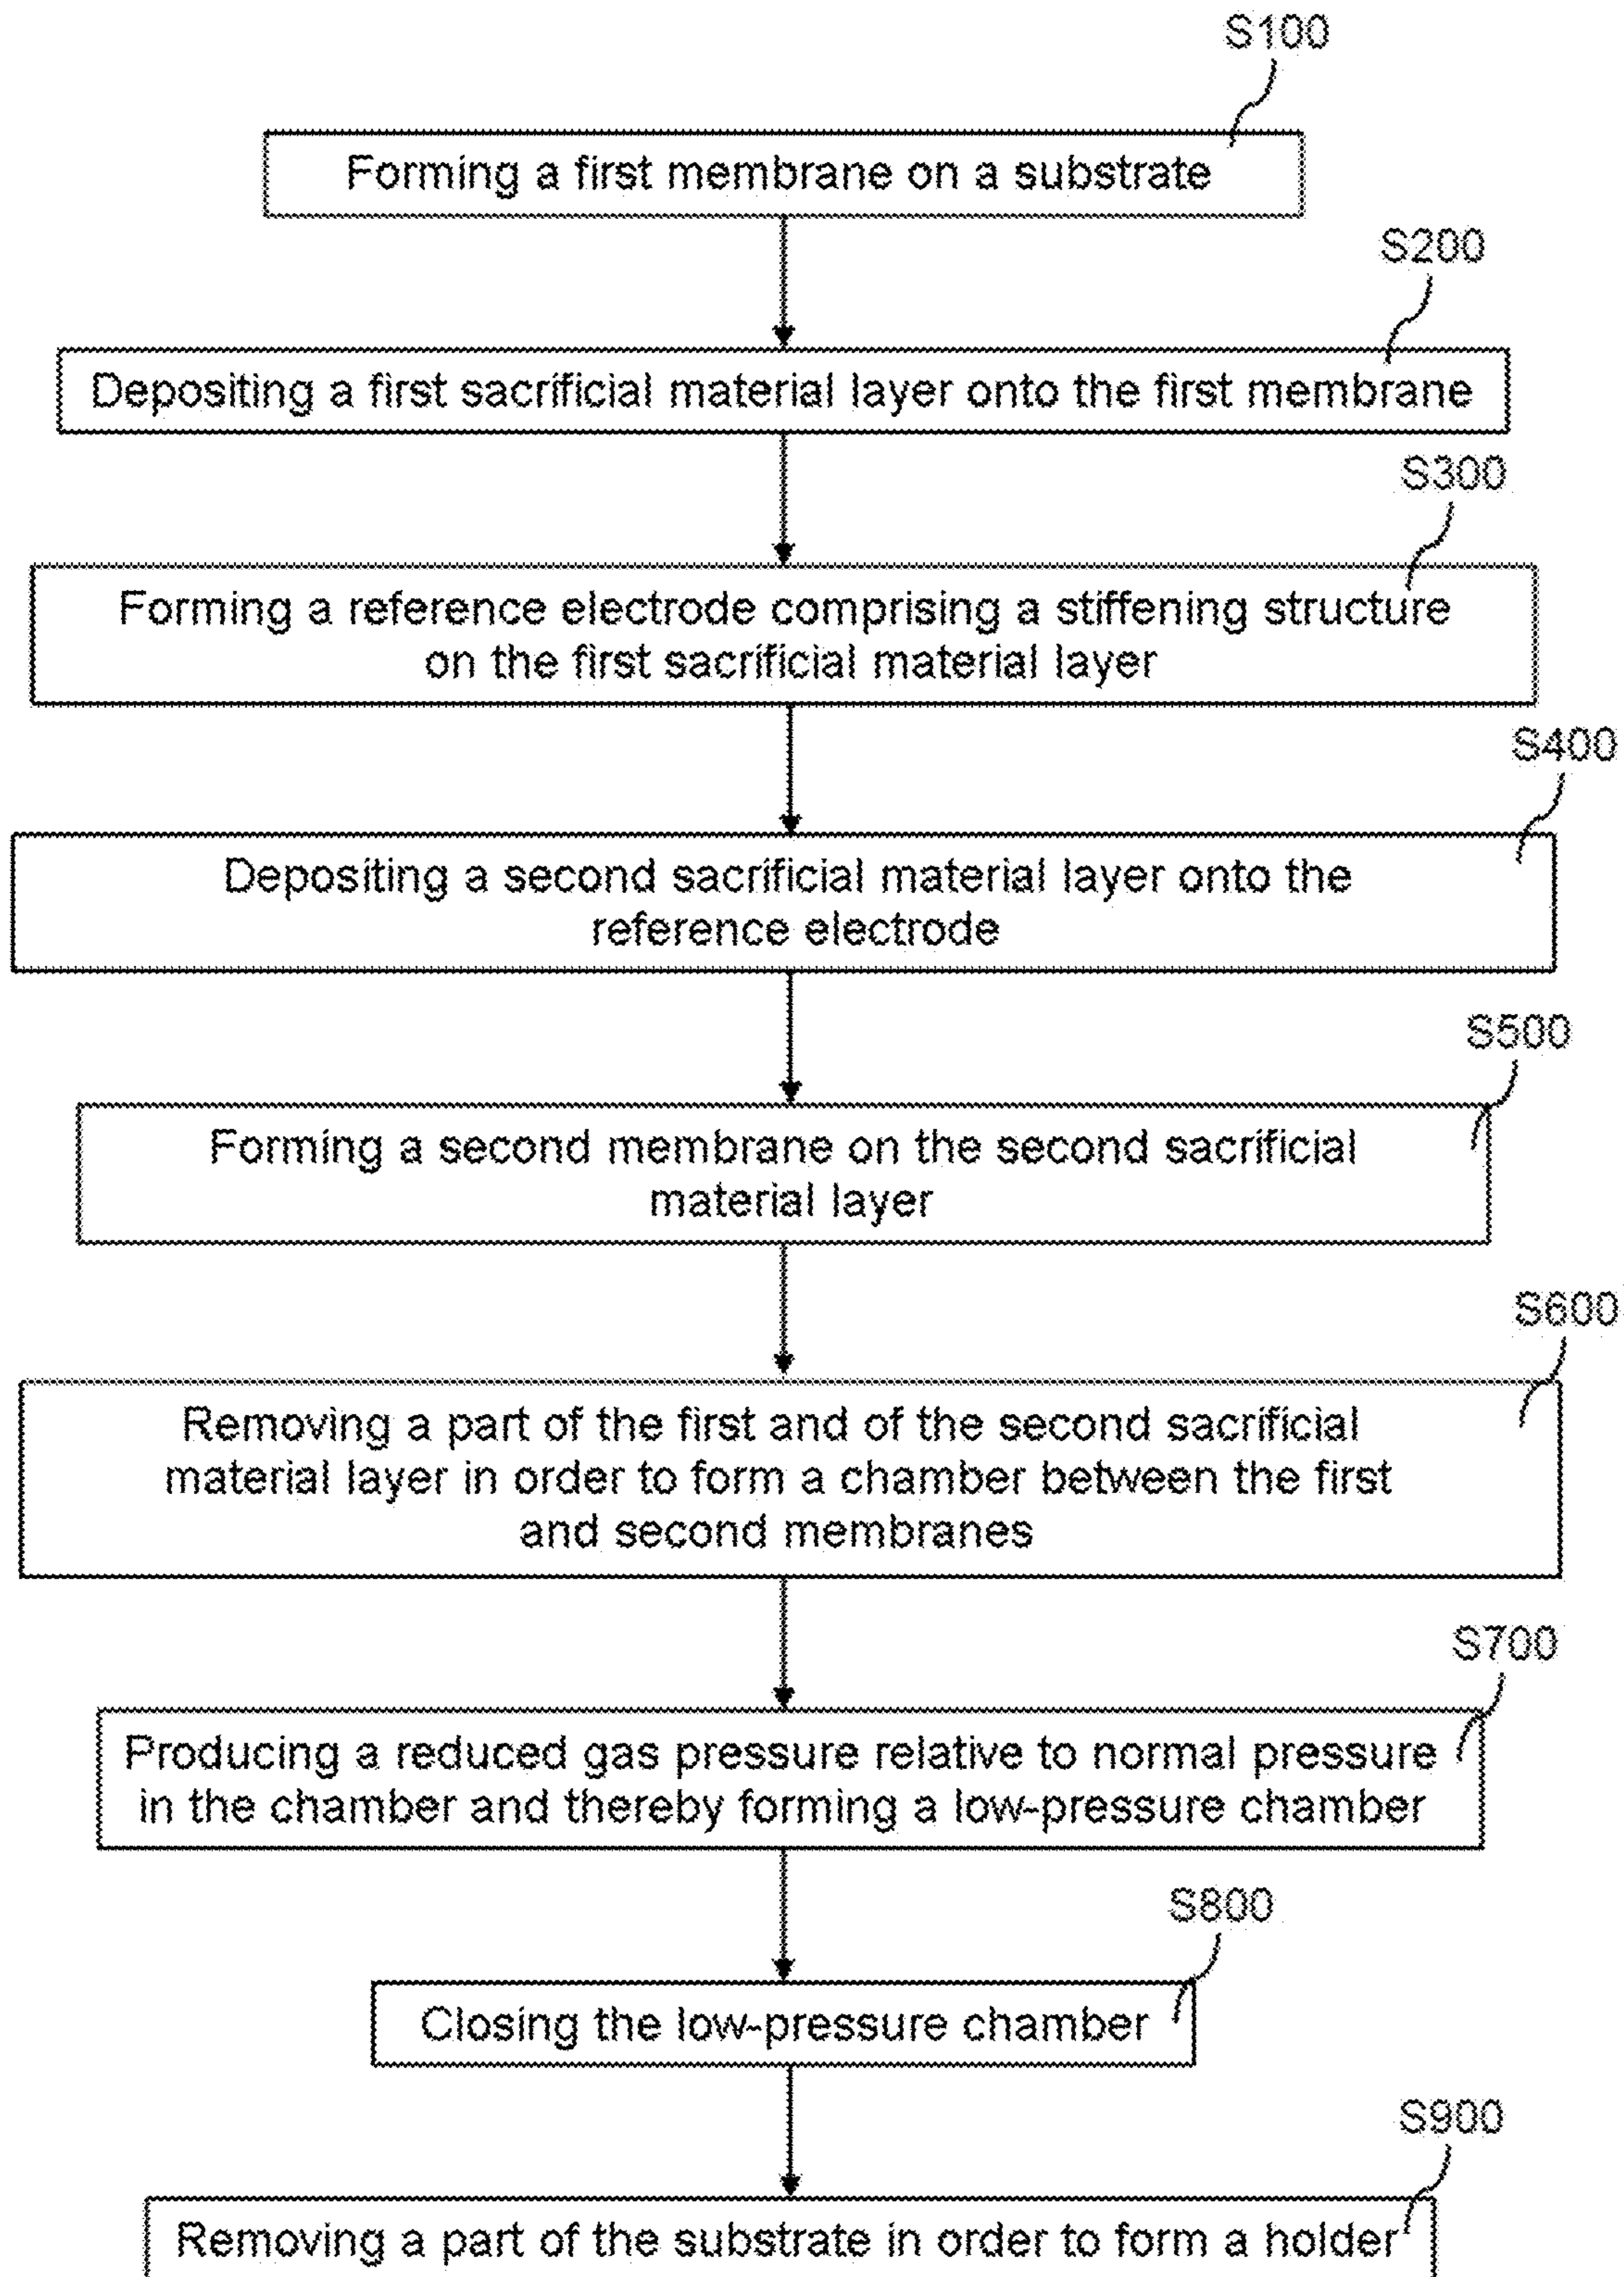 S100
Forming a first membrane on a substrate
S200
Depositing a first sacrificial material layer onto the first membrane
S300
Forming a reference electrode comprising a stiffening structure
on the first sacrificial material layer
S400
Depositing a second sacrificial material layer onto the
reference electrode
S500
Forming a second membrane on the second sacrificial
material layer
S600
Removing a part of the first and of the second sacrificial
material layer in order to form a chamber between the first
and second membranes
S700
Producing a reduced gas pressure relative to normal pressure
in the chamber and thereby forming a low-pressure chamber
S800
Closing the low-pressure chamber
S900
Removing a part of the substrate in order to form a holder